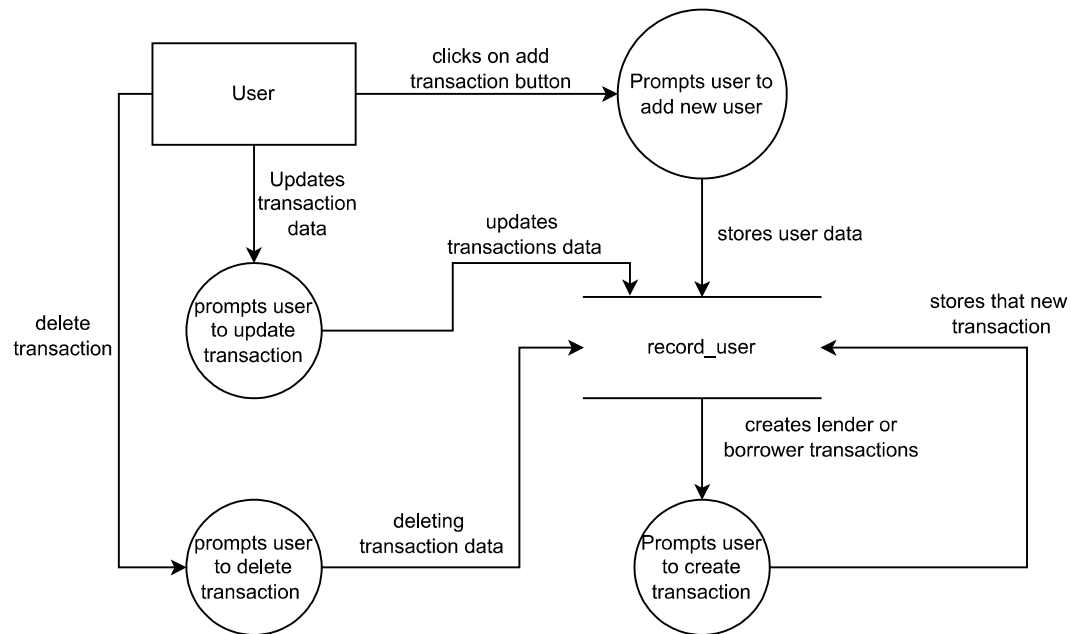 User
clicks on add
transaction button
Prompts user to
add new user
Updates
transaction
data
updates
transactions data
stores user data
prompts user
to update
transaction
delete
transaction
record_user
stores that new
transaction
creates lender or
borrower transactions
prompts user
to delete
transaction
deleting
transaction data
Prompts user
to create
transaction